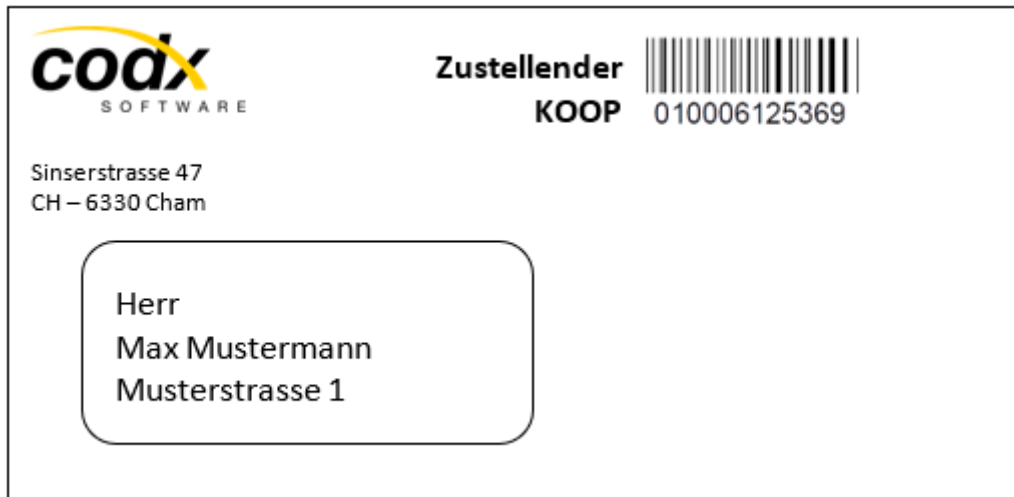 codx
SOFTWARE
Zustellender
KOOP
010006125369
Sinserstrasse 47
CH – 6330 Cham
Herr
Max Mustermann
Musterstrasse 1